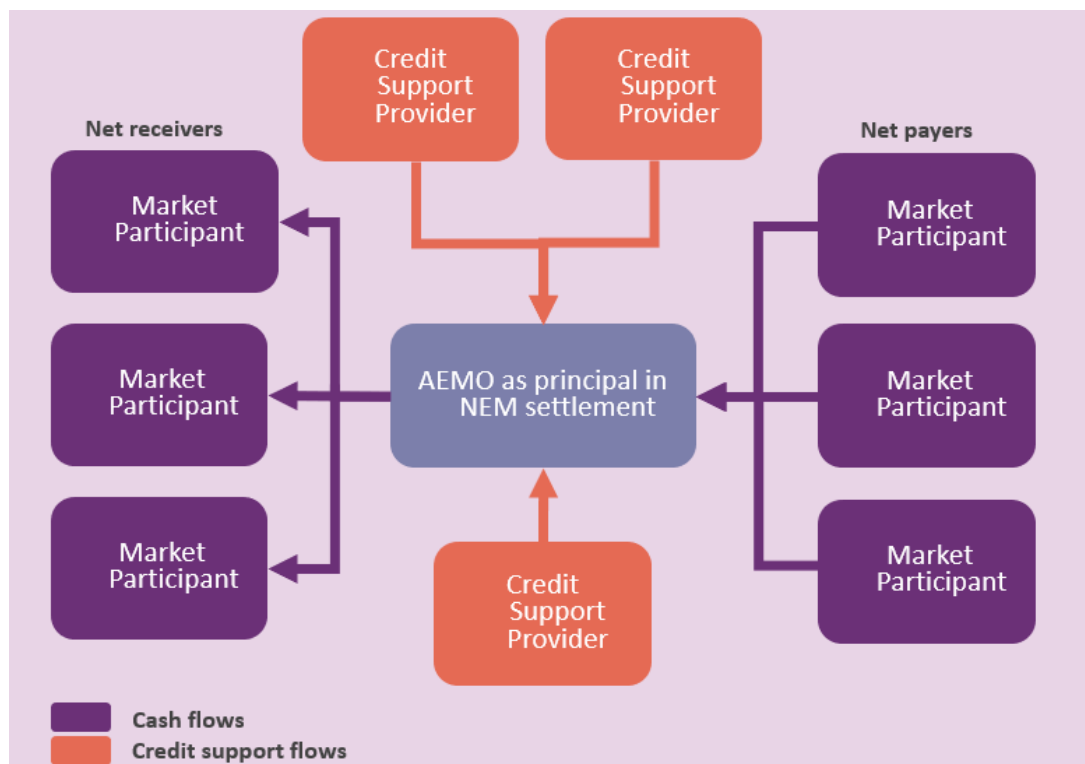 Credit
Support
Provider
Credit
Support
Provider
Net receivers
Net payers
Market
Participant
Market
Participant
Market
Participant
AEMO as principal in
NEM settlement
Market
Participant
Market
Participant
Market
Participant
Credit
Support
Provider
Cash flows
Credit support flows